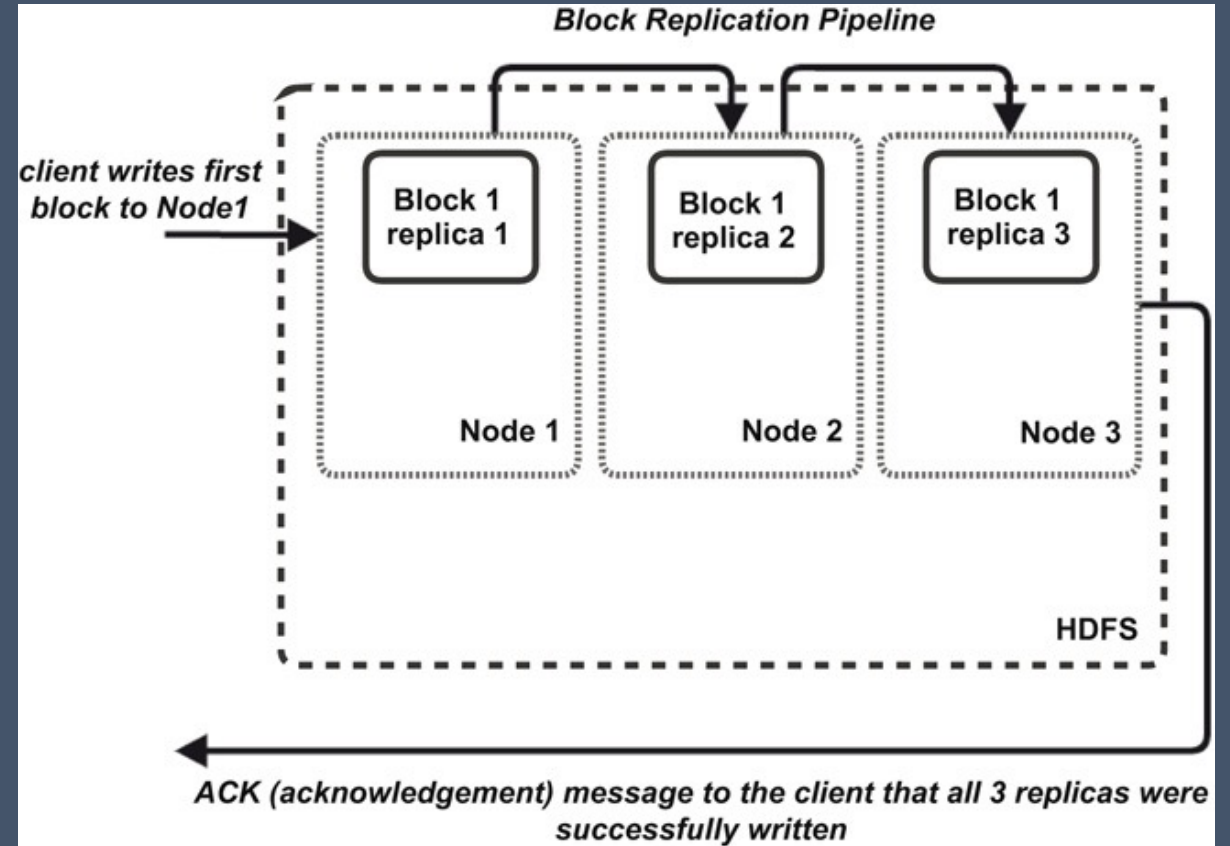 Block Replication Pipeline
client writes first
block to Node1
Block 1
replica 1
Block 1
replica 2
Block 1
replica 3
Node 1
Node 2
Node 3
HDFS
ACK (acknowledgement) message to the client that all 3 replicas were
successfully written